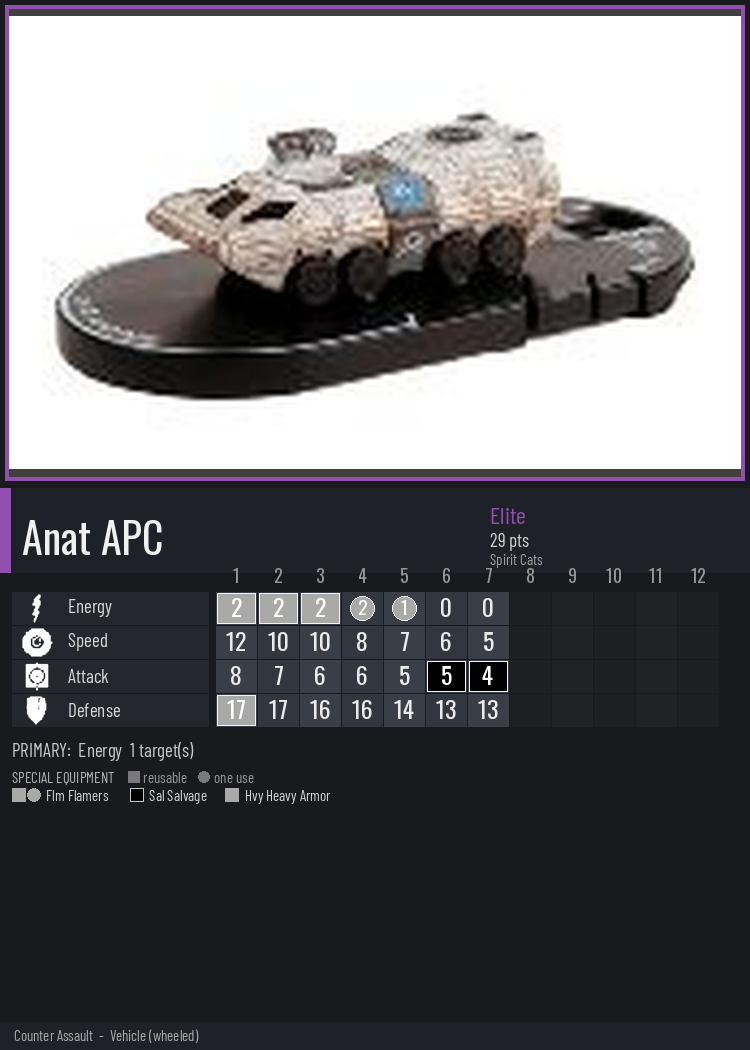 Anat APC
Elite
29 pts
Spirit Cats
1 2 3 4 5 6 7 8 9 10 11 12
Energy 2 2 2 2 1 0 0
Speed 12 10 10 8 7 6 5
Attack 8 7 6 6 5 5 4
Defense 17 17 16 16 14 13 13
PRIMARY: Energy 1 target(s)
SPECIAL EQUIPMENT reusable one use
Flm Flamers Sal Salvage Hvy Heavy Armor
Counter Assault - Vehicle (wheeled)